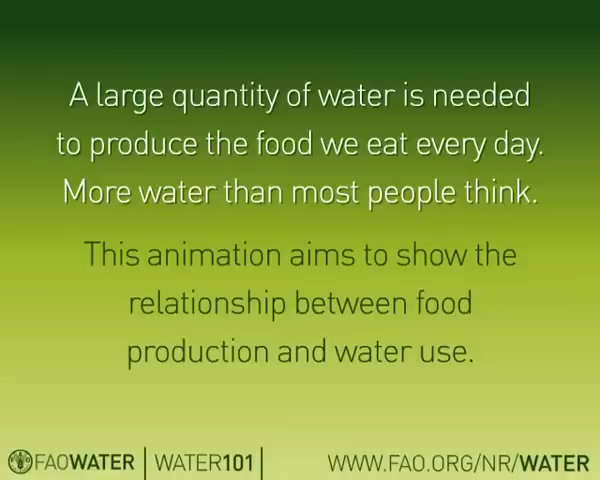 A large quantity of water is needed
to produce the food we eat every day.
More water than most people think.
This animation aims to show the
relationship between food
production and water use.
FAOWATER | WATER101 |
WWW.FAO.ORG/NR/WATER